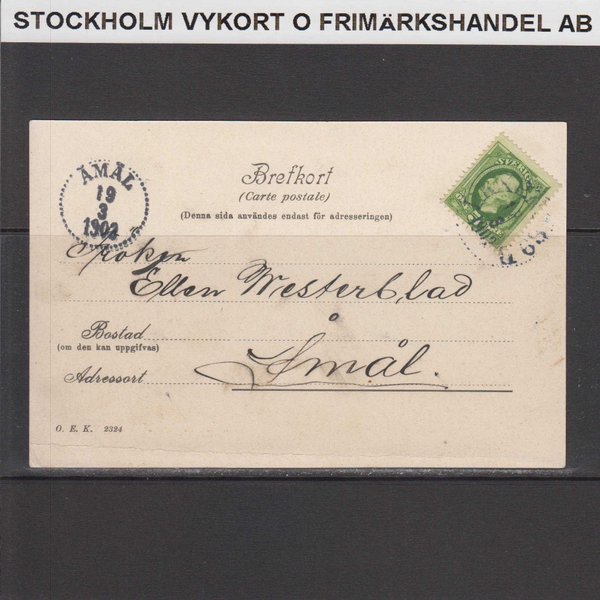 STOCKHOLM VYKORT O FRIMÄRKSHANDEL AB
ÅMÅL
19
3
1902
Brefkort
(Carte postale)
(Denna sida användes endast för adresseringen)
Fröken
Ellen Westerblad
Bostad
å
(om den kan uppgifvas)
Adressort
Åmål.
O. E. K. 2324